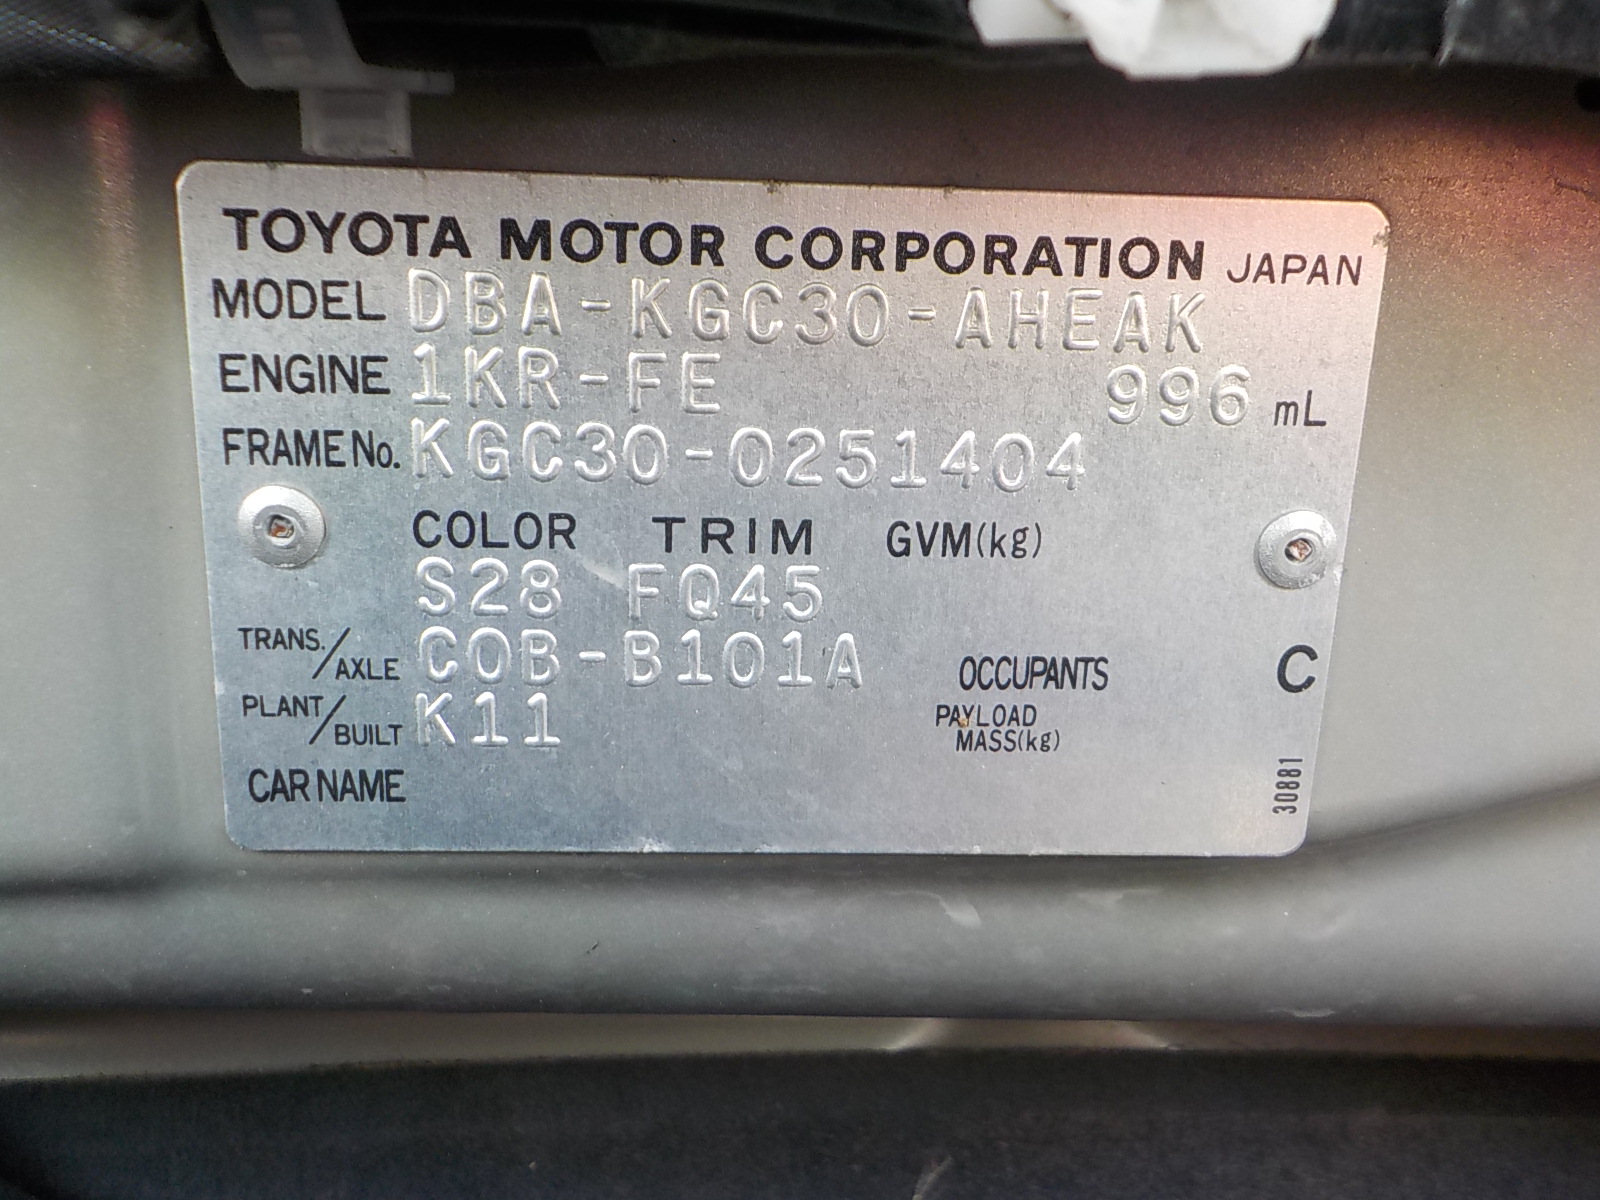 TOYOTA MOTOR CORPORATION JAPAN
MODEL DBA-KGC30-AHEAK
ENGINE 1KR-FE 996 mL
FRAME No. KGC30-0251404
COLOR TRIM GVM(kg)
S28 FQ45
TRANS./AXLE C0B-B101A OCCUPANTS C
PLANT/BUILT K11 PAYLOAD MASS(kg)
CAR NAME
30881